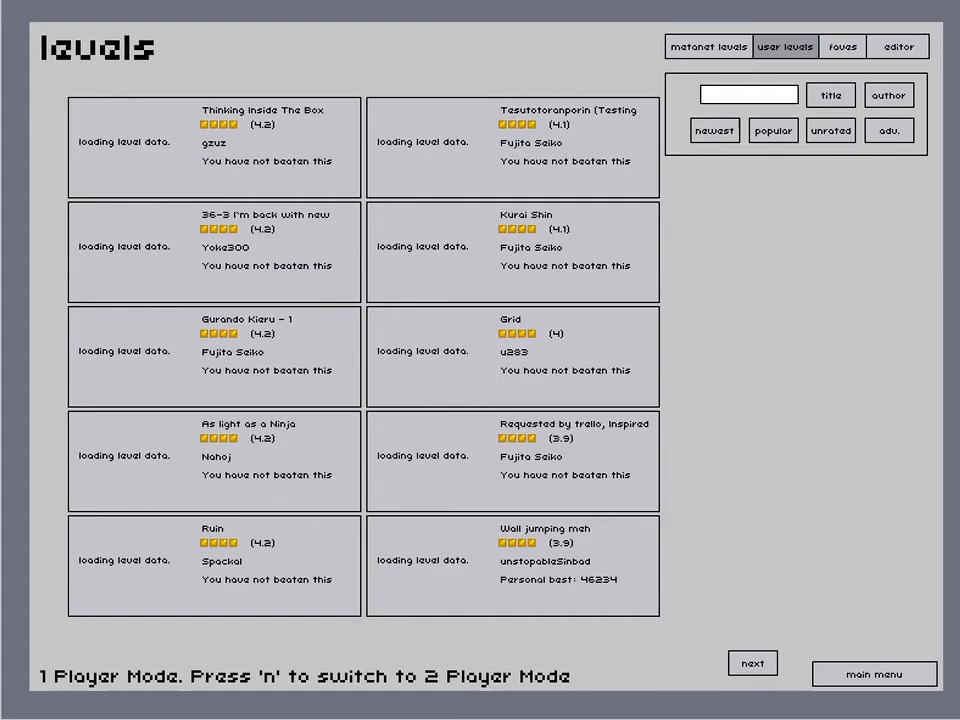 levels
metanet levels user levels faves editor
title author
newest popular unrated adv.
Thinking Inside The Box
(4.2)
loading level data.
gzuz
You have not beaten this
Tesutotoranporin (Testing
(4.1)
loading level data.
Fujita Seiko
You have not beaten this
36-3 I'm back with new
(4.2)
loading level data.
Yoke300
You have not beaten this
Kurai Shin
(4.1)
loading level data.
Fujita Seiko
You have not beaten this
Gurando Kieru - 1
(4.2)
loading level data.
Fujita Seiko
You have not beaten this
Grid
(4)
loading level data.
u283
You have not beaten this
As light as a Ninja
(4.2)
loading level data.
Nahoj
You have not beaten this
Requested by trello, Inspired
(3.9)
loading level data.
Fujita Seiko
You have not beaten this
Ruin
(4.2)
loading level data.
Spackal
You have not beaten this
Wall jumping meh
(3.9)
loading level data.
unstopableSinbad
Personal best: 46234
next
main menu
1 Player Mode. Press 'n' to switch to 2 Player Mode